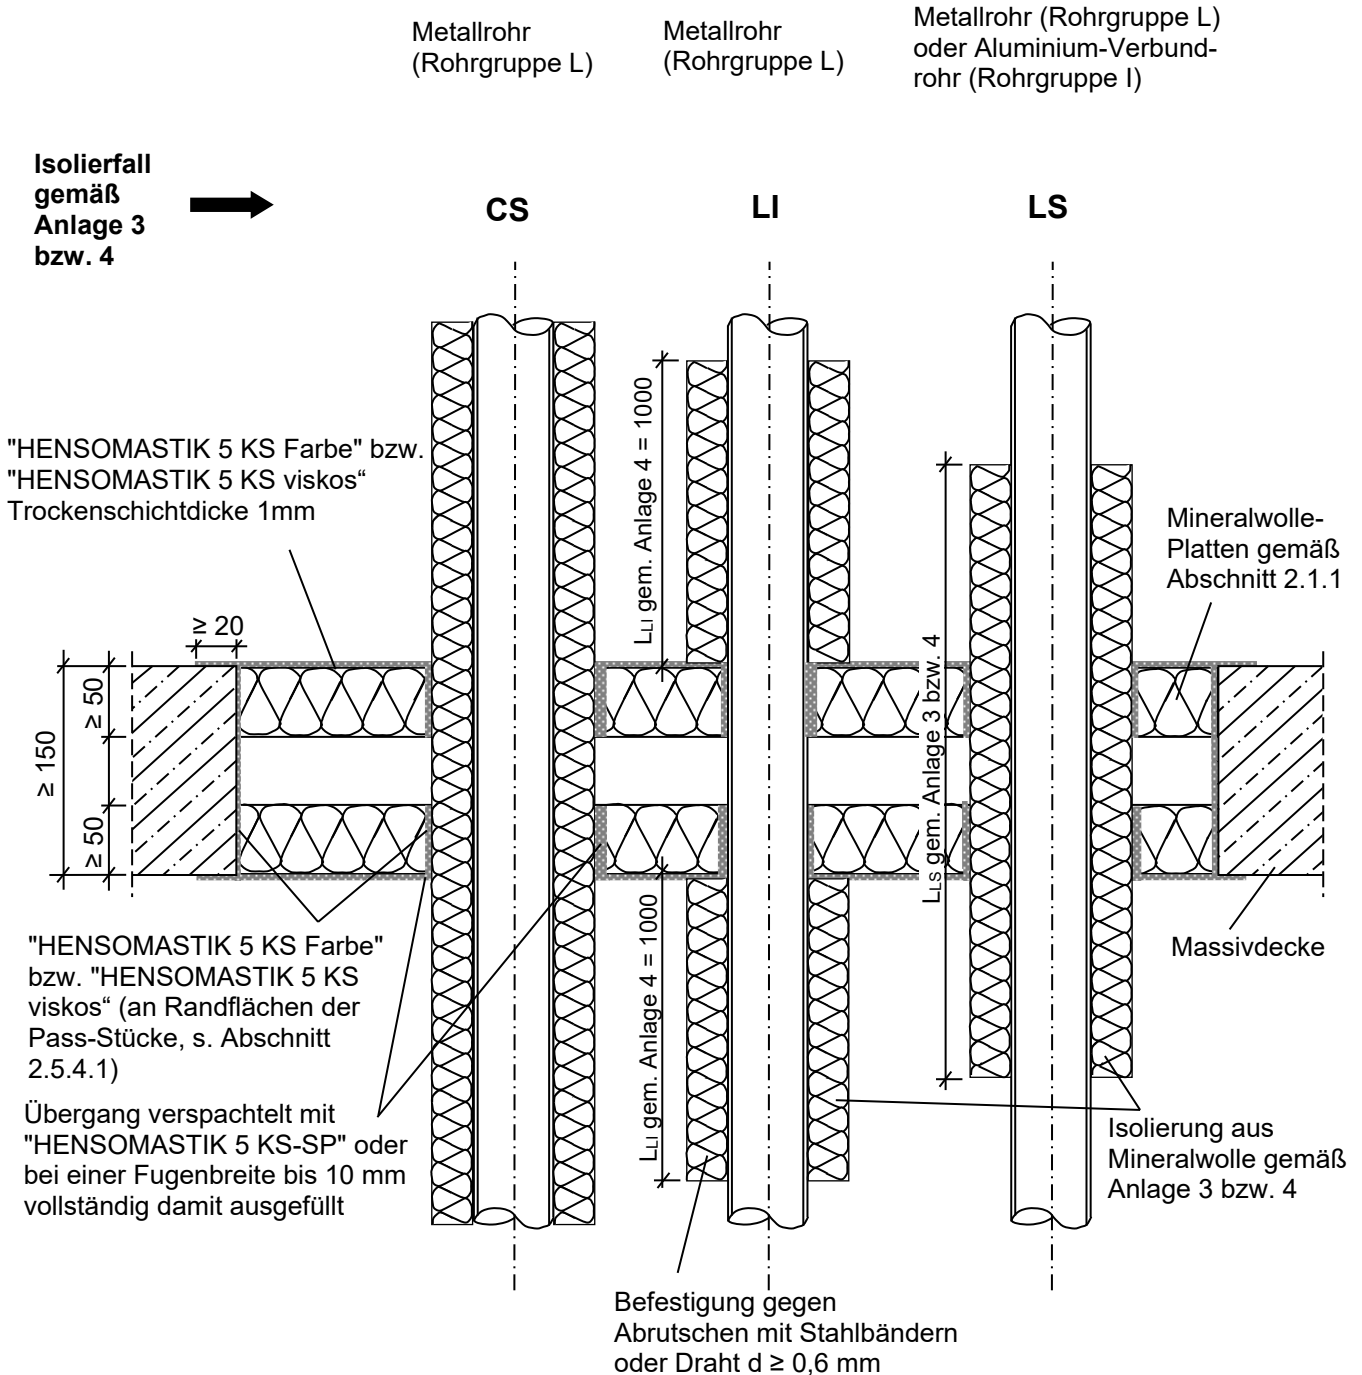 Metallrohr
(Rohrgruppe L)
Metallrohr
(Rohrgruppe L)
Metallrohr (Rohrgruppe L)
oder Aluminium-Verbund-
rohr (Rohrgruppe I)
Isolierfall
gemäß
Anlage 3
bzw. 4
CS
LI
LS
"HENSOMASTIK 5 KS Farbe" bzw.
"HENSOMASTIK 5 KS viskos“
Trockenschichtdicke 1mm
LLI gem. Anlage 4 = 1000
Mineralwolle-
Platten gemäß
Abschnitt 2.1.1
≥ 20
≥ 50
≥ 150
≥ 50
LLS gem. Anlage 3 bzw. 4
"HENSOMASTIK 5 KS Farbe"
bzw. "HENSOMASTIK 5 KS
viskos“ (an Randflächen der
Pass-Stücke, s. Abschnitt
2.5.4.1)
LLI gem. Anlage 4 = 1000
Massivdecke
Übergang verspachtelt mit
"HENSOMASTIK 5 KS-SP" oder
bei einer Fugenbreite bis 10 mm
vollständig damit ausgefüllt
Isolierung aus
Mineralwolle gemäß
Anlage 3 bzw. 4
Befestigung gegen
Abrutschen mit Stahlbändern
oder Draht d ≥ 0,6 mm